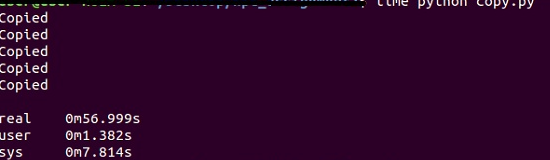 time python copy.py
Copied
Copied
Copied
Copied
Copied
real 0m56.999s
user 0m1.382s
sys 0m7.814s